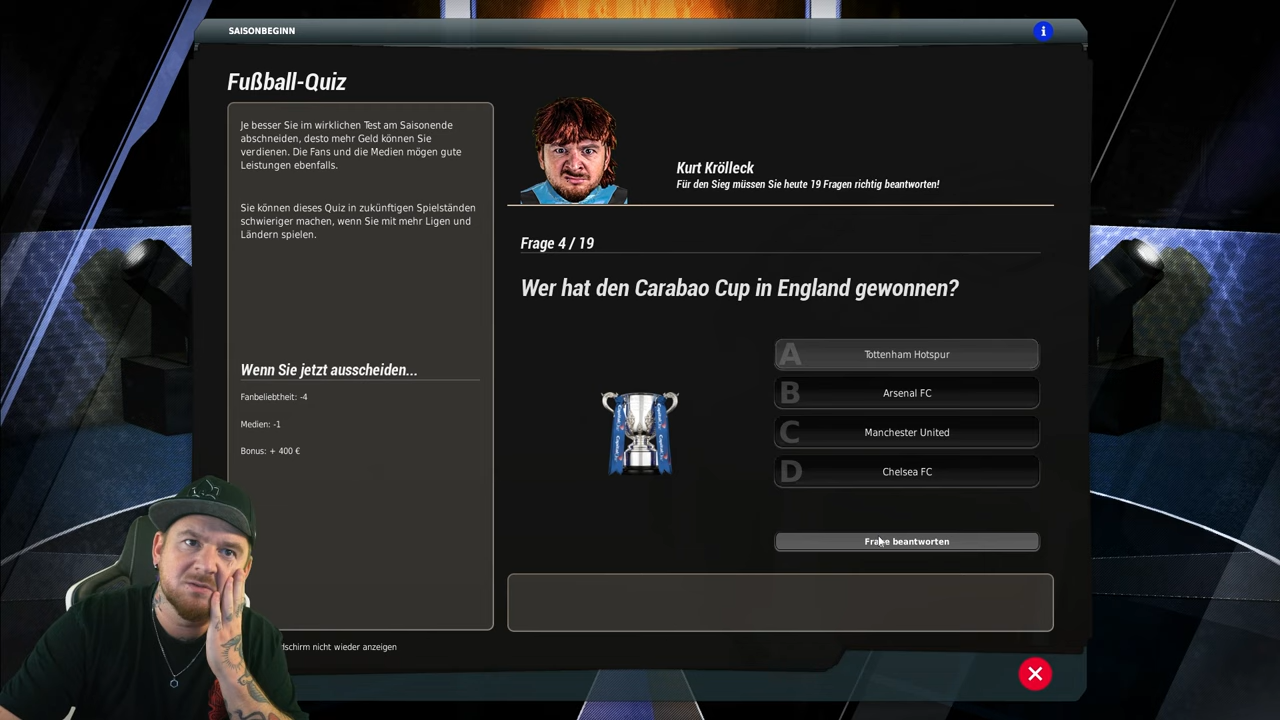 SAISONBEGINN
Fußball-Quiz
Je besser Sie im wirklichen Test am Saisonende
abschneiden, desto mehr Geld können Sie
verdienen. Die Fans und die Medien mögen gute
Leistungen ebenfalls.
Sie können dieses Quiz in zukünftigen Spielständen
schwieriger machen, wenn Sie mit mehr Ligen und
Ländern spielen.
Wenn Sie jetzt ausscheiden...
Fanbeliebtheit: -4
Medien: -1
Bonus: + 400 €
Kurt Krölleck
Für den Sieg müssen Sie heute 19 Fragen richtig beantworten!
Frage 4 / 19
Wer hat den Carabao Cup in England gewonnen?
A Tottenham Hotspur
B Arsenal FC
C Manchester United
D Chelsea FC
Frage beantworten
nicht wieder anzeigen